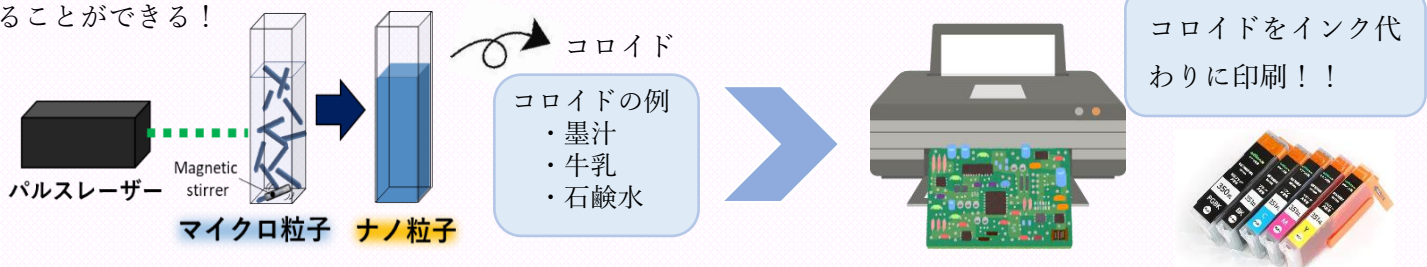 ることができる！
コロイド
コロイドの例
・墨汁
・牛乳
・石鹸水
コロイドをインク代
わりに印刷！！
パルスレーザー
Magnetic
stirrer
マイクロ粒子
ナノ粒子
PGBK
BK
C
M
Y